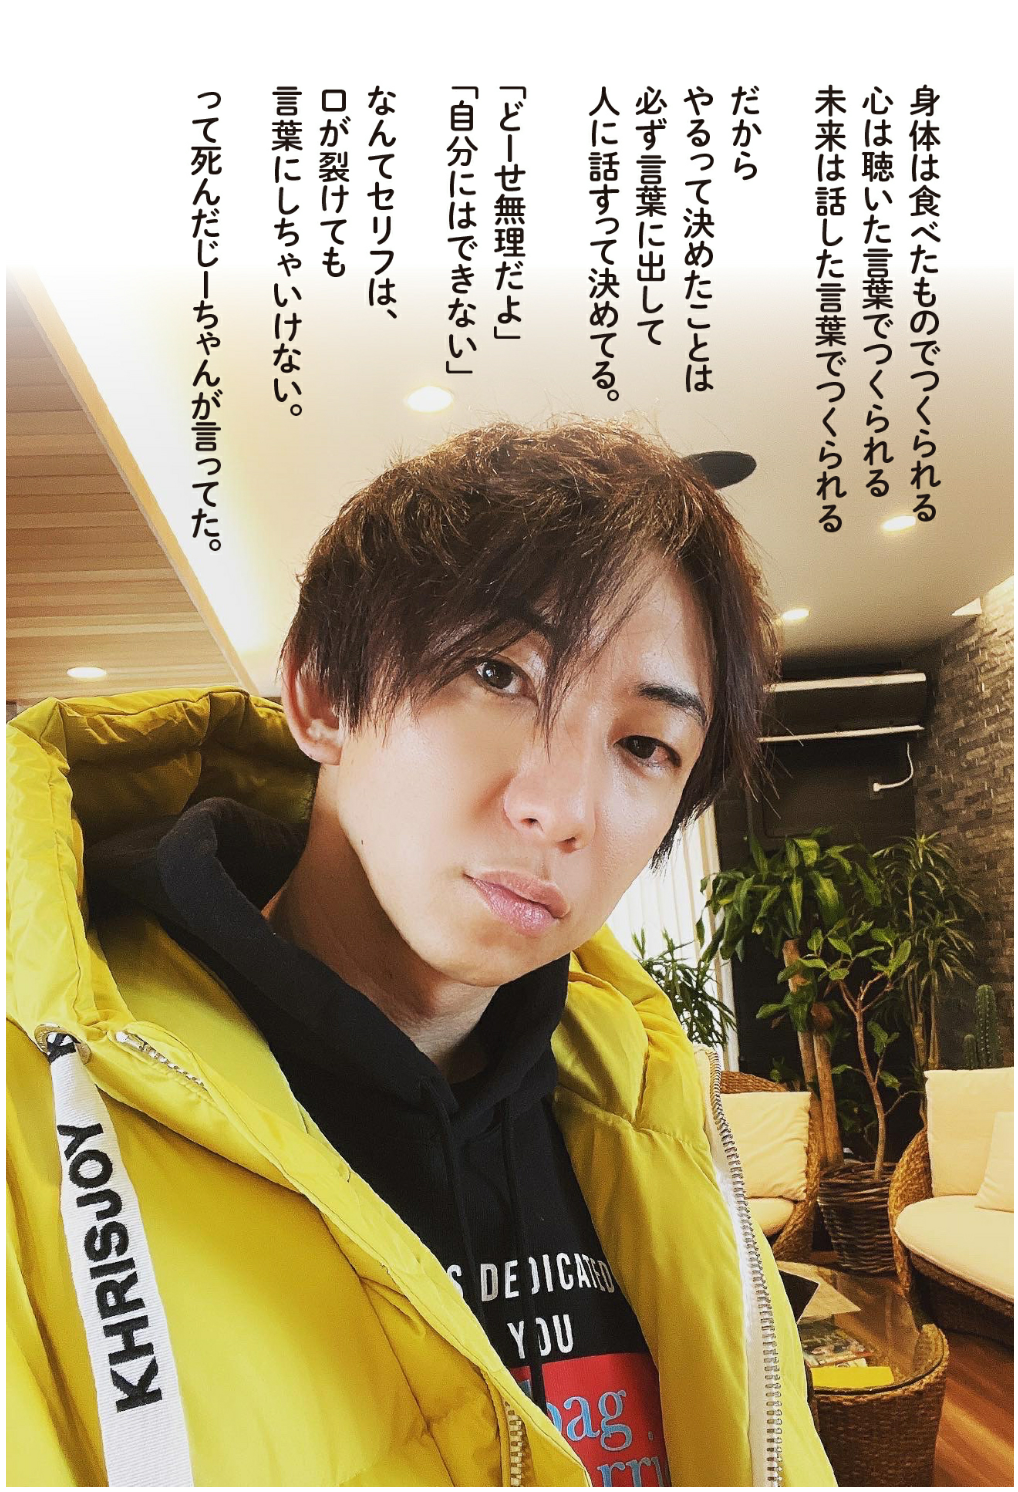 身体は食べたものでつくられる
心は聴いた言葉でつくられる
未来は話した言葉でつくられる
だから
やるって決めたことは
必ず言葉に出して
人に話すって決めてる。
「どーせ無理だよ」
「自分にはできない」
なんてセリフは、
口が裂けても
言葉にしちゃいけない。
って死んだじーちゃんが言ってた。
KHRISJOY
DEDICATED
YOU